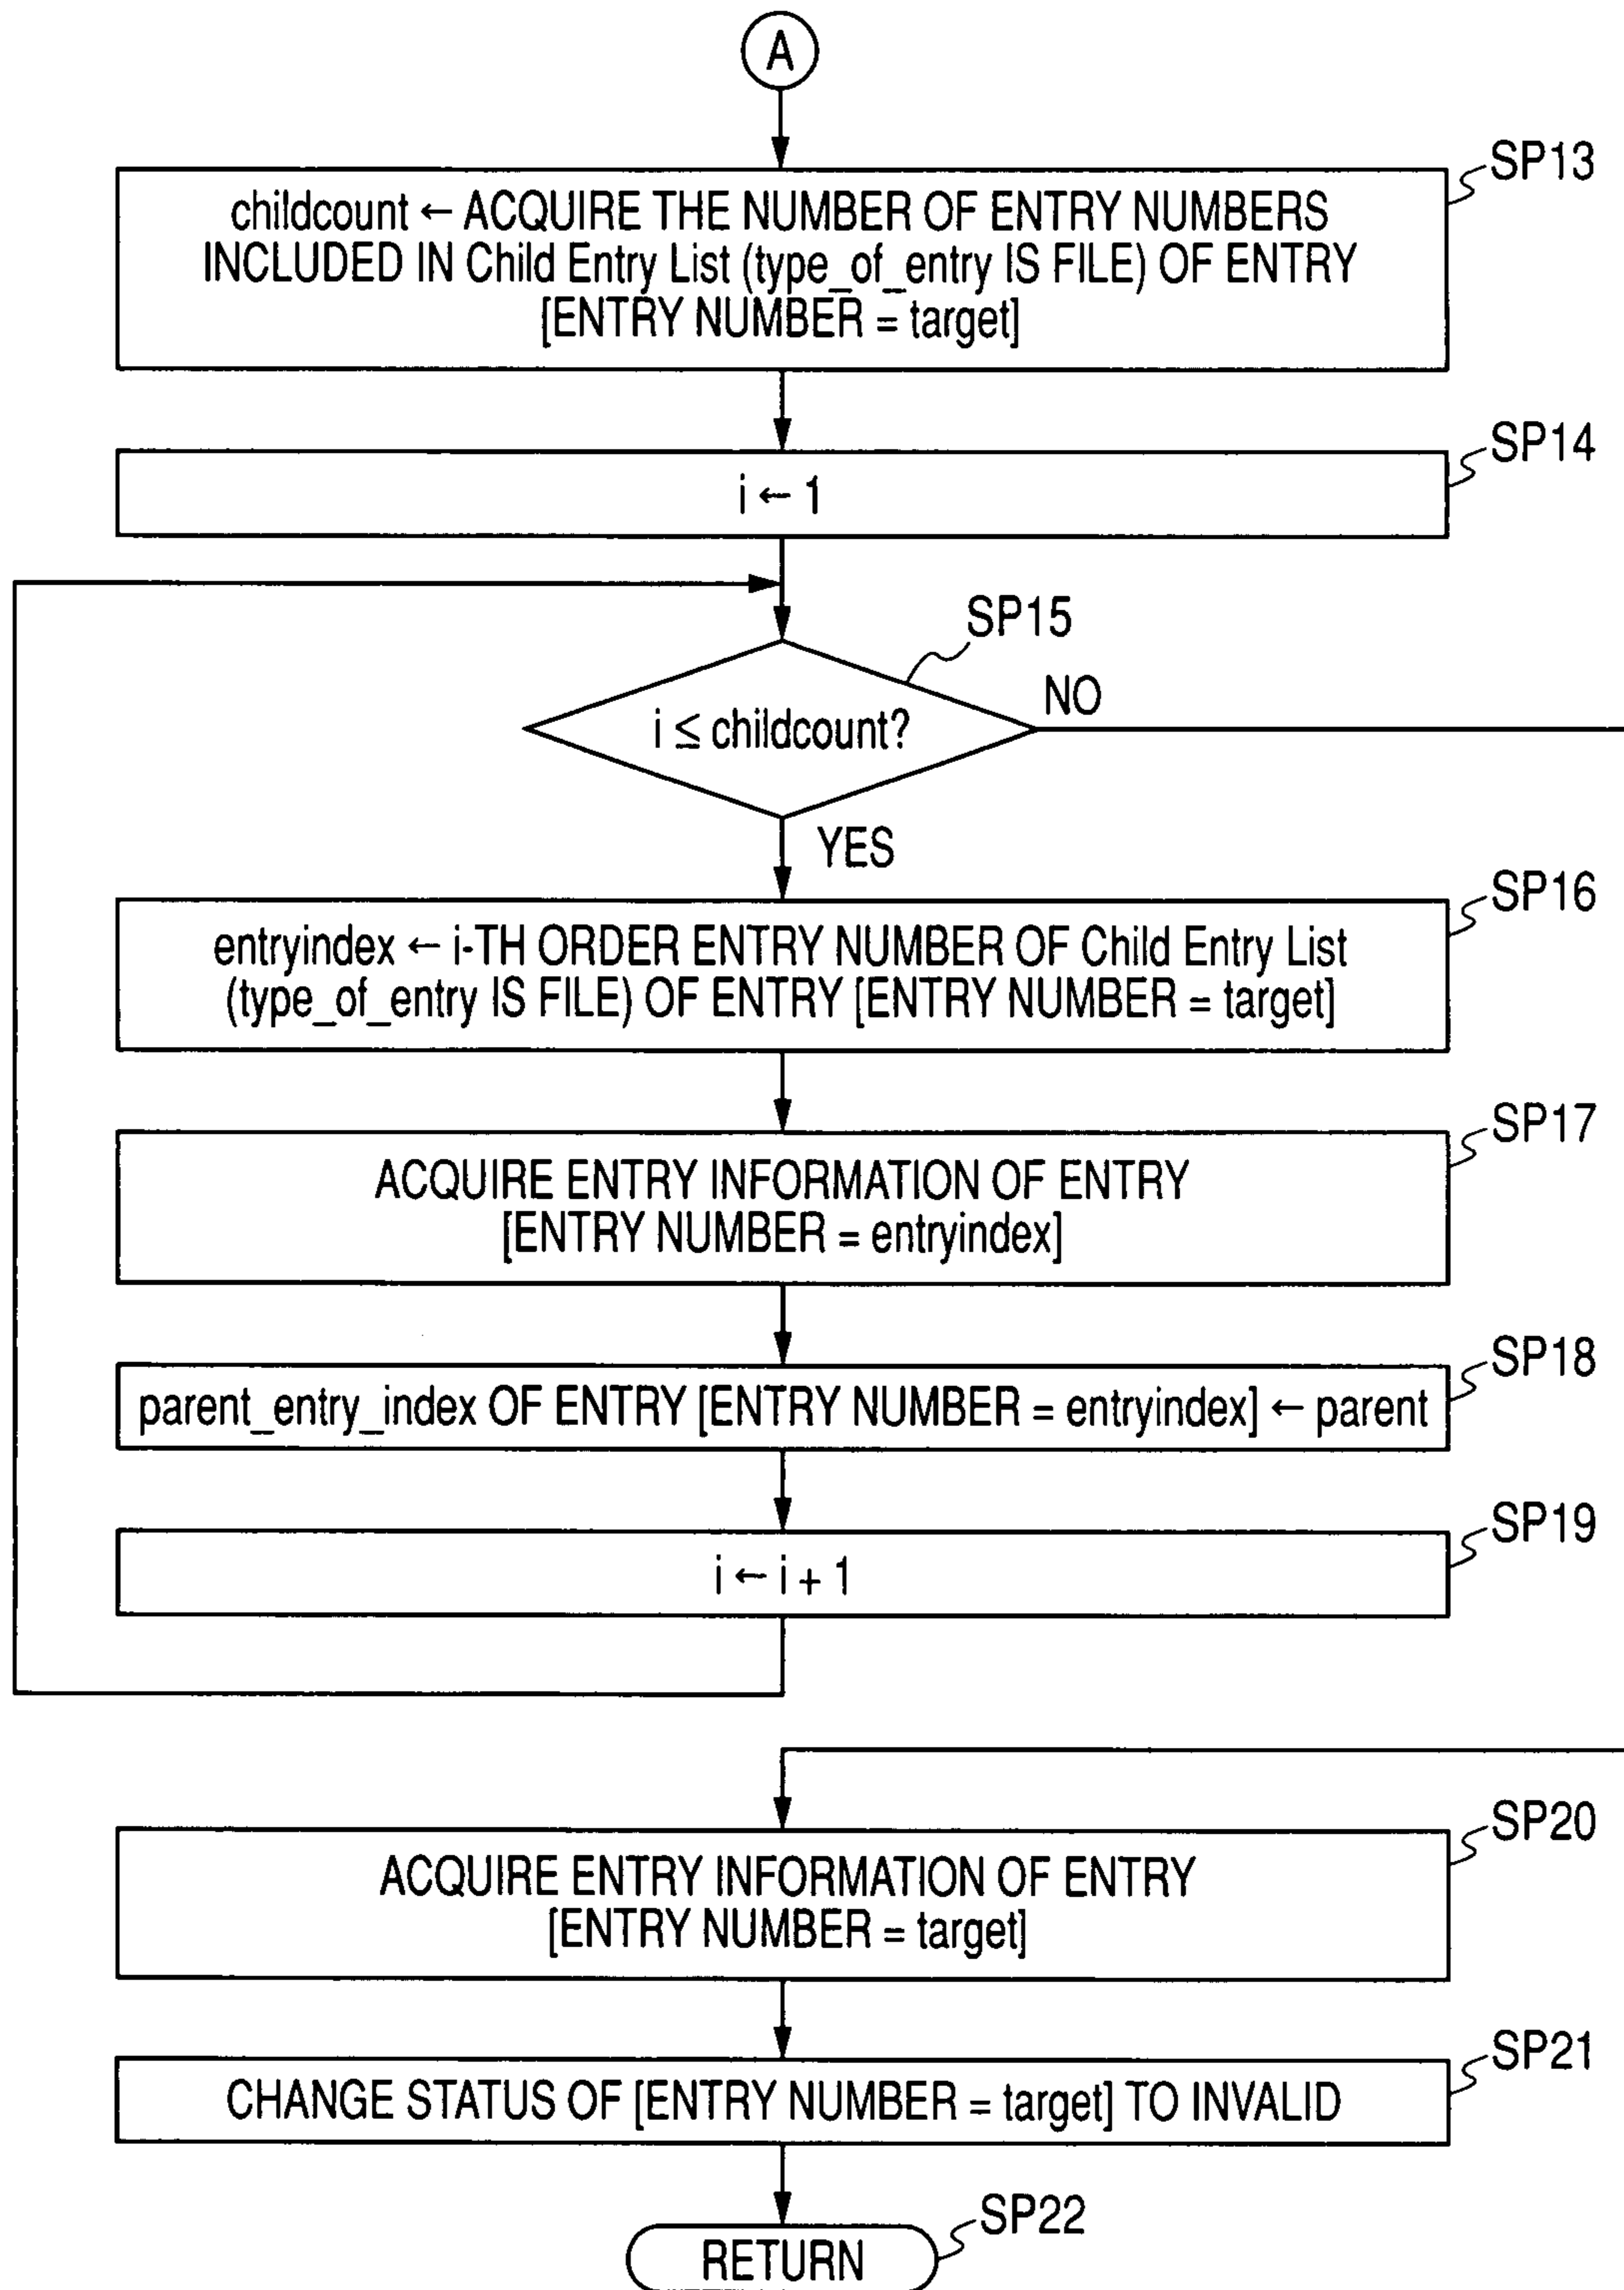 A
SP13
childcount ← ACQUIRE THE NUMBER OF ENTRY NUMBERS
INCLUDED IN Child Entry List (type_of_entry IS FILE) OF ENTRY
[ENTRY NUMBER = target]
SP14
i ← 1
SP15
i ≤ childcount?
NO
YES
SP16
entryindex ← i-TH ORDER ENTRY NUMBER OF Child Entry List
(type_of_entry IS FILE) OF ENTRY [ENTRY NUMBER = target]
SP17
ACQUIRE ENTRY INFORMATION OF ENTRY
[ENTRY NUMBER = entryindex]
SP18
parent_entry_index OF ENTRY [ENTRY NUMBER = entryindex] ← parent
SP19
i ← i + 1
SP20
ACQUIRE ENTRY INFORMATION OF ENTRY
[ENTRY NUMBER = target]
SP21
CHANGE STATUS OF [ENTRY NUMBER = target] TO INVALID
SP22
RETURN